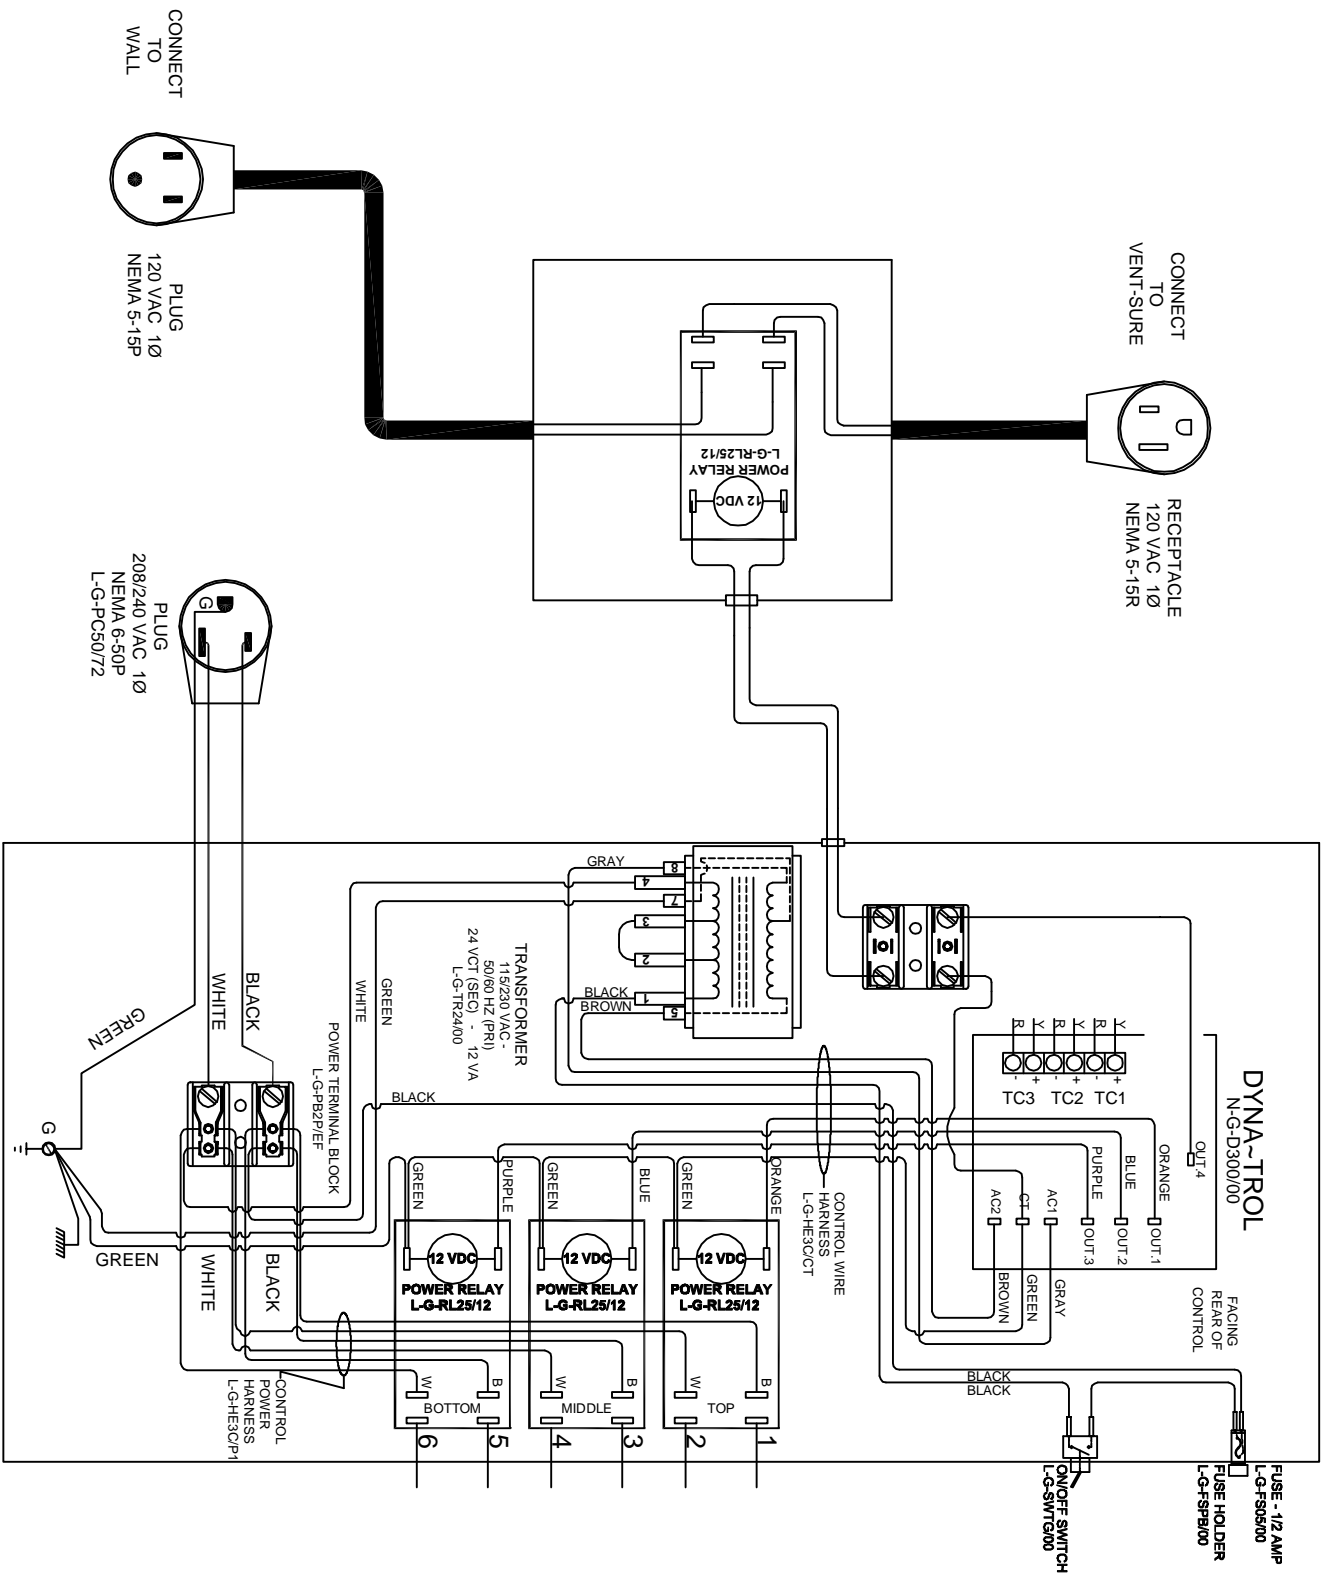 CONNECT
TO
WALL
PLUG
120 VAC 1Ø
NEMA 5-15P
CONNECT
TO
VENT-SURE
RECEPTACLE
120 VAC 1Ø
NEMA 5-15R
POWER RELAY
L-G-RL25/12
12 VDC
PLUG
208/240 VAC 1Ø
NEMA 6-50P
L-G-PC50/72
G
BLACK
WHITE
GREEN
G
GREEN
POWER TERMINAL BLOCK
L-G-PB2P/EF
WHITE
GREEN
BLACK
TRANSFORMER
115/230 VAC -
50/60 HZ (PRI)
24 VCT (SEC) - 12 VA
L-G-TR24/00
GRAY
8
4
7
3
2
1
5
BLACK
BROWN
DYNA~TROL
N-G-D300/00
R
Y
R
Y
R
Y
-
+
-
+
-
+
TC3
TC2
TC1
OUT.4
ORANGE
BLUE
PURPLE
OUT.1
OUT.2
OUT.3
AC1
CT
AC2
GRAY
GREEN
BROWN
FACING
REAR OF
CONTROL
CONTROL WIRE
HARNESS
L-G-HE3C/CT
ORANGE
GREEN
BLUE
GREEN
PURPLE
GREEN
12 VDC
POWER RELAY
L-G-RL25/12
B
W
TOP
12 VDC
POWER RELAY
L-G-RL25/12
B
W
MIDDLE
12 VDC
POWER RELAY
L-G-RL25/12
B
W
BOTTOM
1
2
3
4
5
6
BLACK
WHITE
CONTROL
POWER
HARNESS
L-G-HE3C/P1
BLACK
BLACK
FUSE - 1/2 AMP
L-G-FS05/00
FUSE HOLDER
L-G-FSPB/00
ON/OFF SWITCH
L-G-SWTG/00